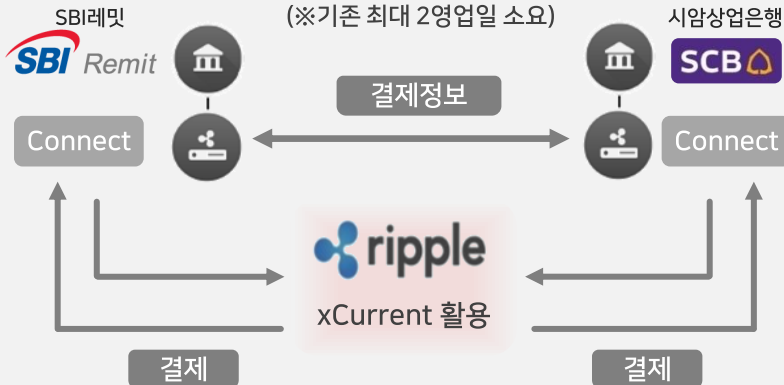 SBI레밋
(※기존 최대 2영업일 소요)
시암상업은행
SBI Remit
SCB
결제정보
Connect
Connect
ripple
xCurrent 활용
결제
결제